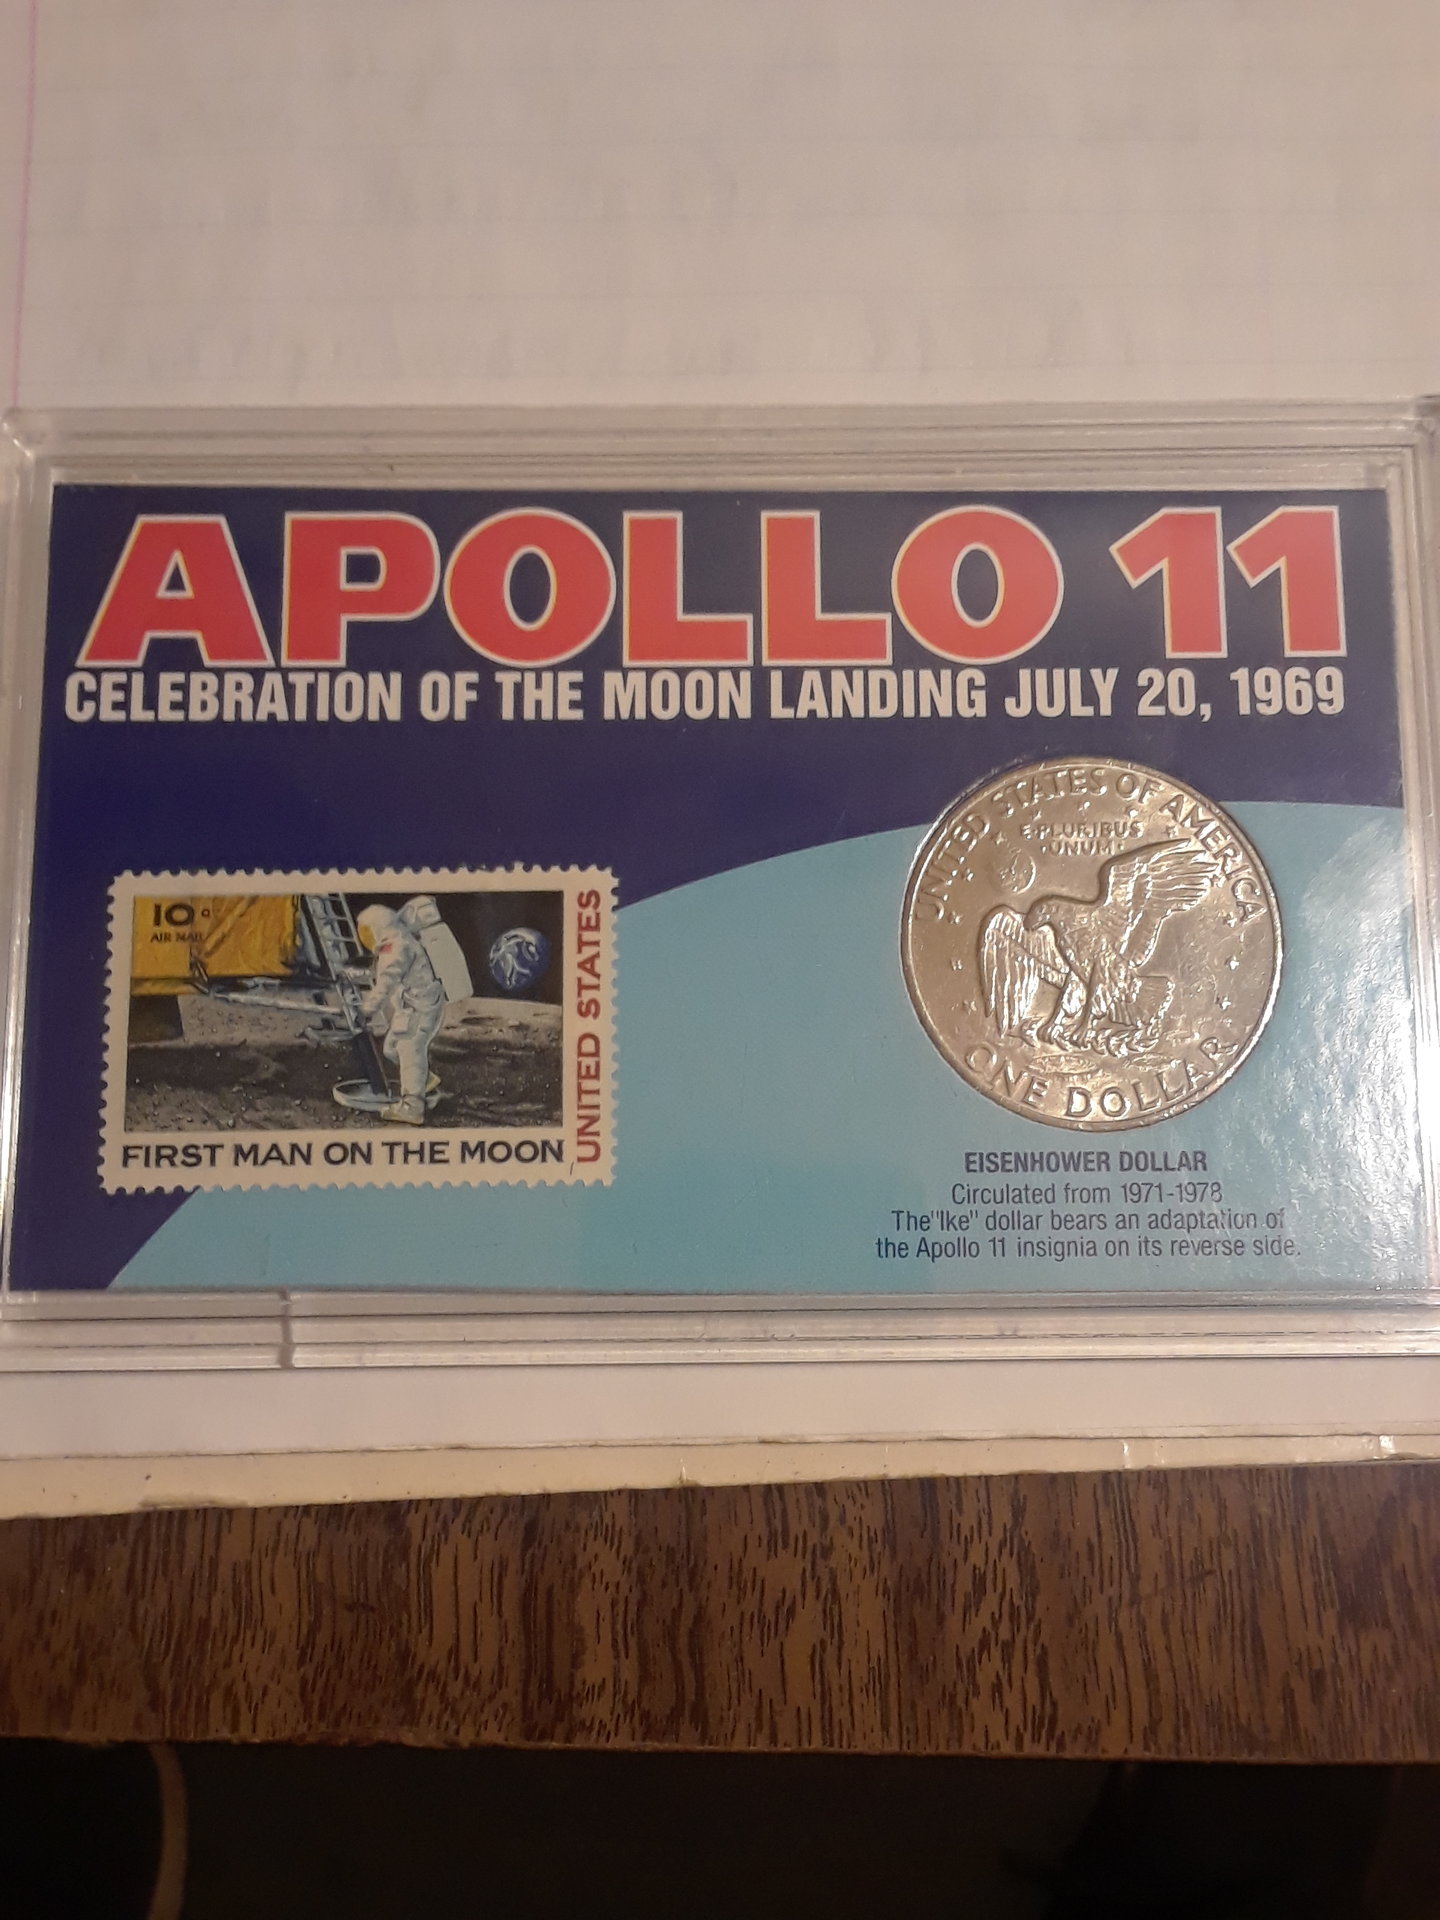 APOLLO 11
CELEBRATION OF THE MOON LANDING JULY 20, 1969
10¢
AIR MAIL
UNITED STATES
FIRST MAN ON THE MOON
UNITED STATES OF AMERICA
E PLURIBUS
UNUM
ONE DOLLAR
EISENHOWER DOLLAR
Circulated from 1971-1978
The"Ike" dollar bears an adaptation of
the Apollo 11 insignia on its reverse side.